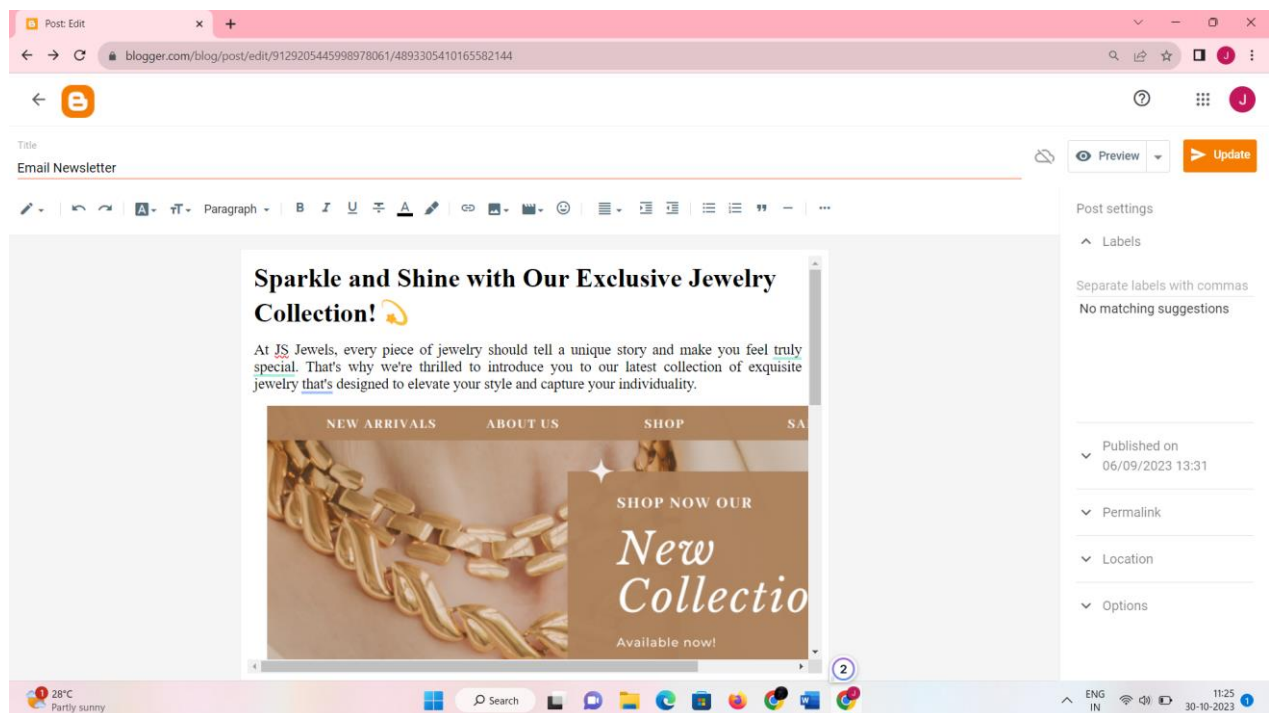 Post: Edit
blogger.com/blog/post/edit/9129205445998978061/4893305410165582144
J
J
Title
Email Newsletter
Preview
Update
Paragraph
B I U A
Post settings
Labels
Separate labels with commas
No matching suggestions
Published on
06/09/2023 13:31
Permalink
Location
Options
Sparkle and Shine with Our Exclusive Jewelry
Collection! 💫
At JS Jewels, every piece of jewelry should tell a unique story and make you feel truly
special. That's why we're thrilled to introduce you to our latest collection of exquisite
jewelry that's designed to elevate your style and capture your individuality.
NEW ARRIVALS ABOUT US SHOP SA
SHOP NOW OUR
New
Collectio
Available now!
2
1
28°C
Partly sunny
Search
ENG
IN
11:25
30-10-2023
1